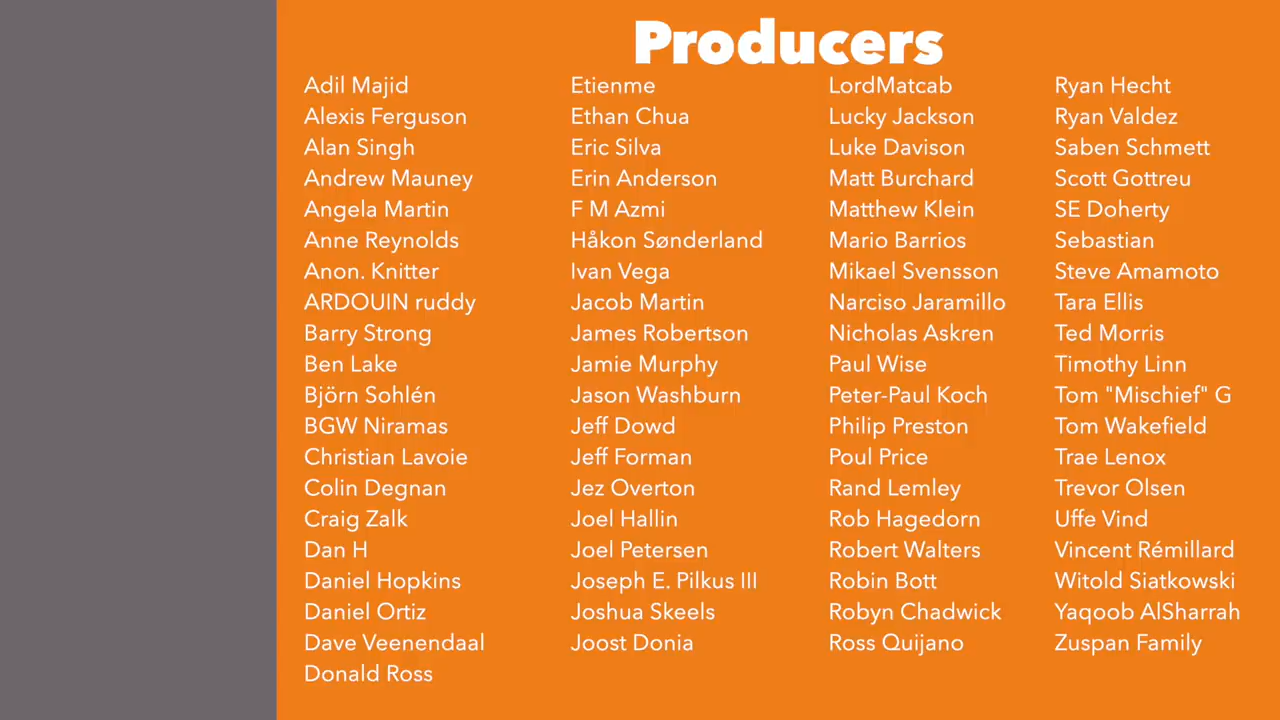 Producers
Adil Majid
Alexis Ferguson
Alan Singh
Andrew Mauney
Angela Martin
Anne Reynolds
Anon. Knitter
ARDOUIN ruddy
Barry Strong
Ben Lake
Björn Sohlén
BGW Niramas
Christian Lavoie
Colin Degnan
Craig Zalk
Dan H
Daniel Hopkins
Daniel Ortiz
Dave Veenendaal
Donald Ross
Etienme
Ethan Chua
Eric Silva
Erin Anderson
F M Azmi
Håkon Sønderland
Ivan Vega
Jacob Martin
James Robertson
Jamie Murphy
Jason Washburn
Jeff Dowd
Jeff Forman
Jez Overton
Joel Hallin
Joel Petersen
Joseph E. Pilkus III
Joshua Skeels
Joost Donia
LordMatcab
Lucky Jackson
Luke Davison
Matt Burchard
Matthew Klein
Mario Barrios
Mikael Svensson
Narciso Jaramillo
Nicholas Askren
Paul Wise
Peter-Paul Koch
Philip Preston
Poul Price
Rand Lemley
Rob Hagedorn
Robert Walters
Robin Bott
Robyn Chadwick
Ross Quijano
Ryan Hecht
Ryan Valdez
Saben Schmett
Scott Gottreu
SE Doherty
Sebastian
Steve Amamoto
Tara Ellis
Ted Morris
Timothy Linn
Tom "Mischief" G
Tom Wakefield
Trae Lenox
Trevor Olsen
Uffe Vind
Vincent Rémillard
Witold Siatkowski
Yaqoob AlSharrah
Zuspan Family